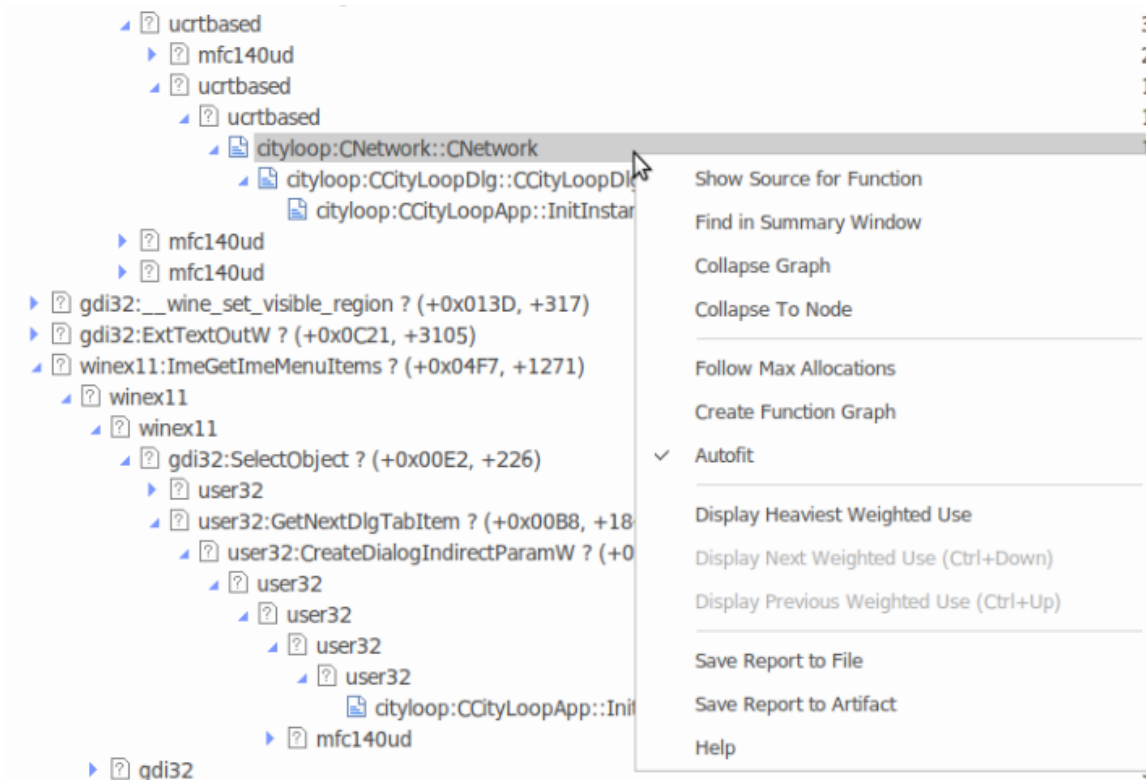 ucrtbased
mfc140ud
ucrtbased
ucrtbased
cityloop:CNetwork::CNetwork
cityloop:CCityLoopDlg::CCityLoopDlg
cityloop:CCityLoopApp::InitInstan
mfc140ud
mfc140ud
gdi32:__wine_set_visible_region ? (+0x013D, +317)
gdi32:ExtTextOutW ? (+0x0C21, +3105)
winex11:ImeGetImeMenuItems ? (+0x04F7, +1271)
winex11
winex11
gdi32:SelectObject ? (+0x00E2, +226)
user32
user32:GetNextDlgTabItem ? (+0x00B8, +18
user32:CreateDialogIndirectParamW ? (+0
user32
user32
user32
user32
cityloop:CCityLoopApp::Init
mfc140ud
gdi32
Show Source for Function
Find in Summary Window
Collapse Graph
Collapse To Node
Follow Max Allocations
Create Function Graph
Autofit
Display Heaviest Weighted Use
Display Next Weighted Use (Ctrl+Down)
Display Previous Weighted Use (Ctrl+Up)
Save Report to File
Save Report to Artifact
Help